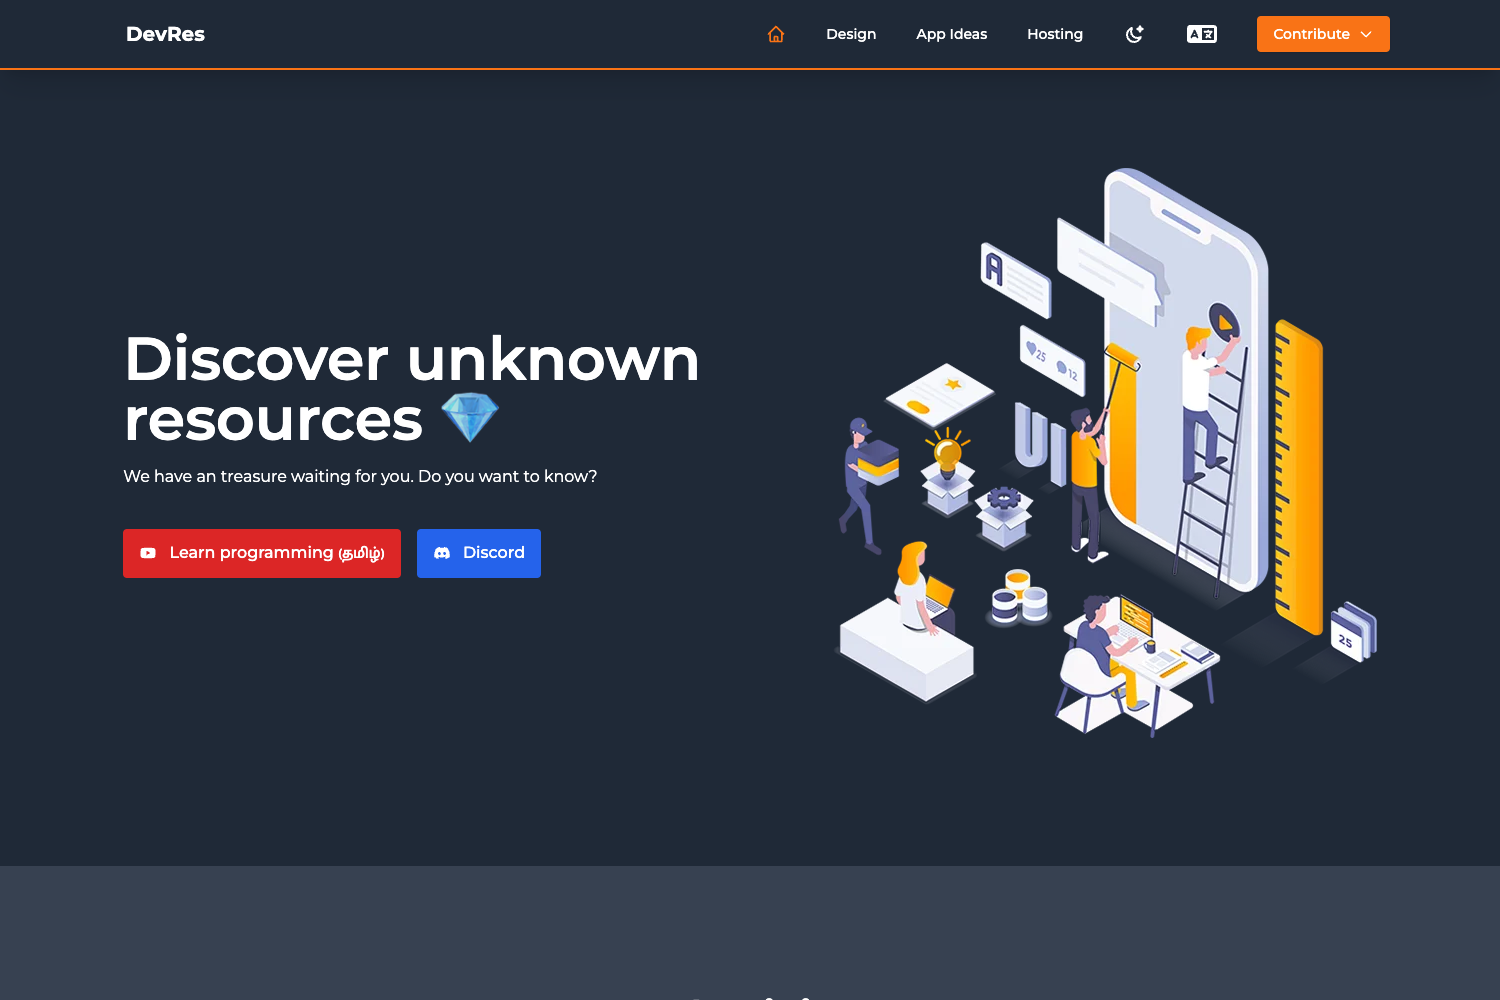 DevRes
Design
App Ideas
Hosting
Contribute
Discover unknown
resources
We have an treasure waiting for you. Do you want to know?
Learn programming (தமிழ்)
Discord
A
25
12
UI
25